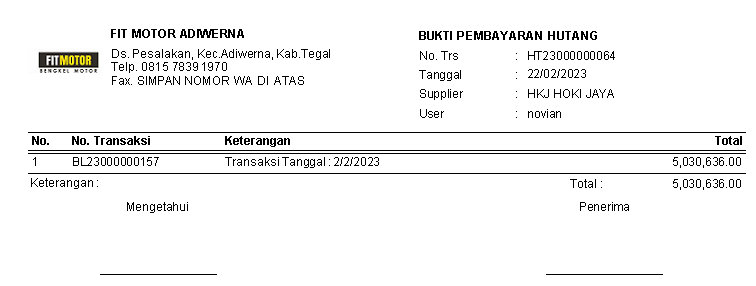 FIT MOTOR ADIWERNA
Ds. Pesalakan, Kec.Adiwerna, Kab.Tegal
Telp. 0815 7839 1970
Fax. SIMPAN NOMOR WA DI ATAS
FITMOTOR
BENGKEL MOTOR
BUKTI PEMBAYARAN HUTANG
No. Trs : HT23000000064
Tanggal : 22/02/2023
Supplier : HKJ HOKI JAYA
User : novian
No. No. Transaksi Keterangan Total
1 BL23000000157 Transaksi Tanggal : 2/2/2023 5,030,636.00
Keterangan : Total : 5,030,636.00
Mengetahui Penerima